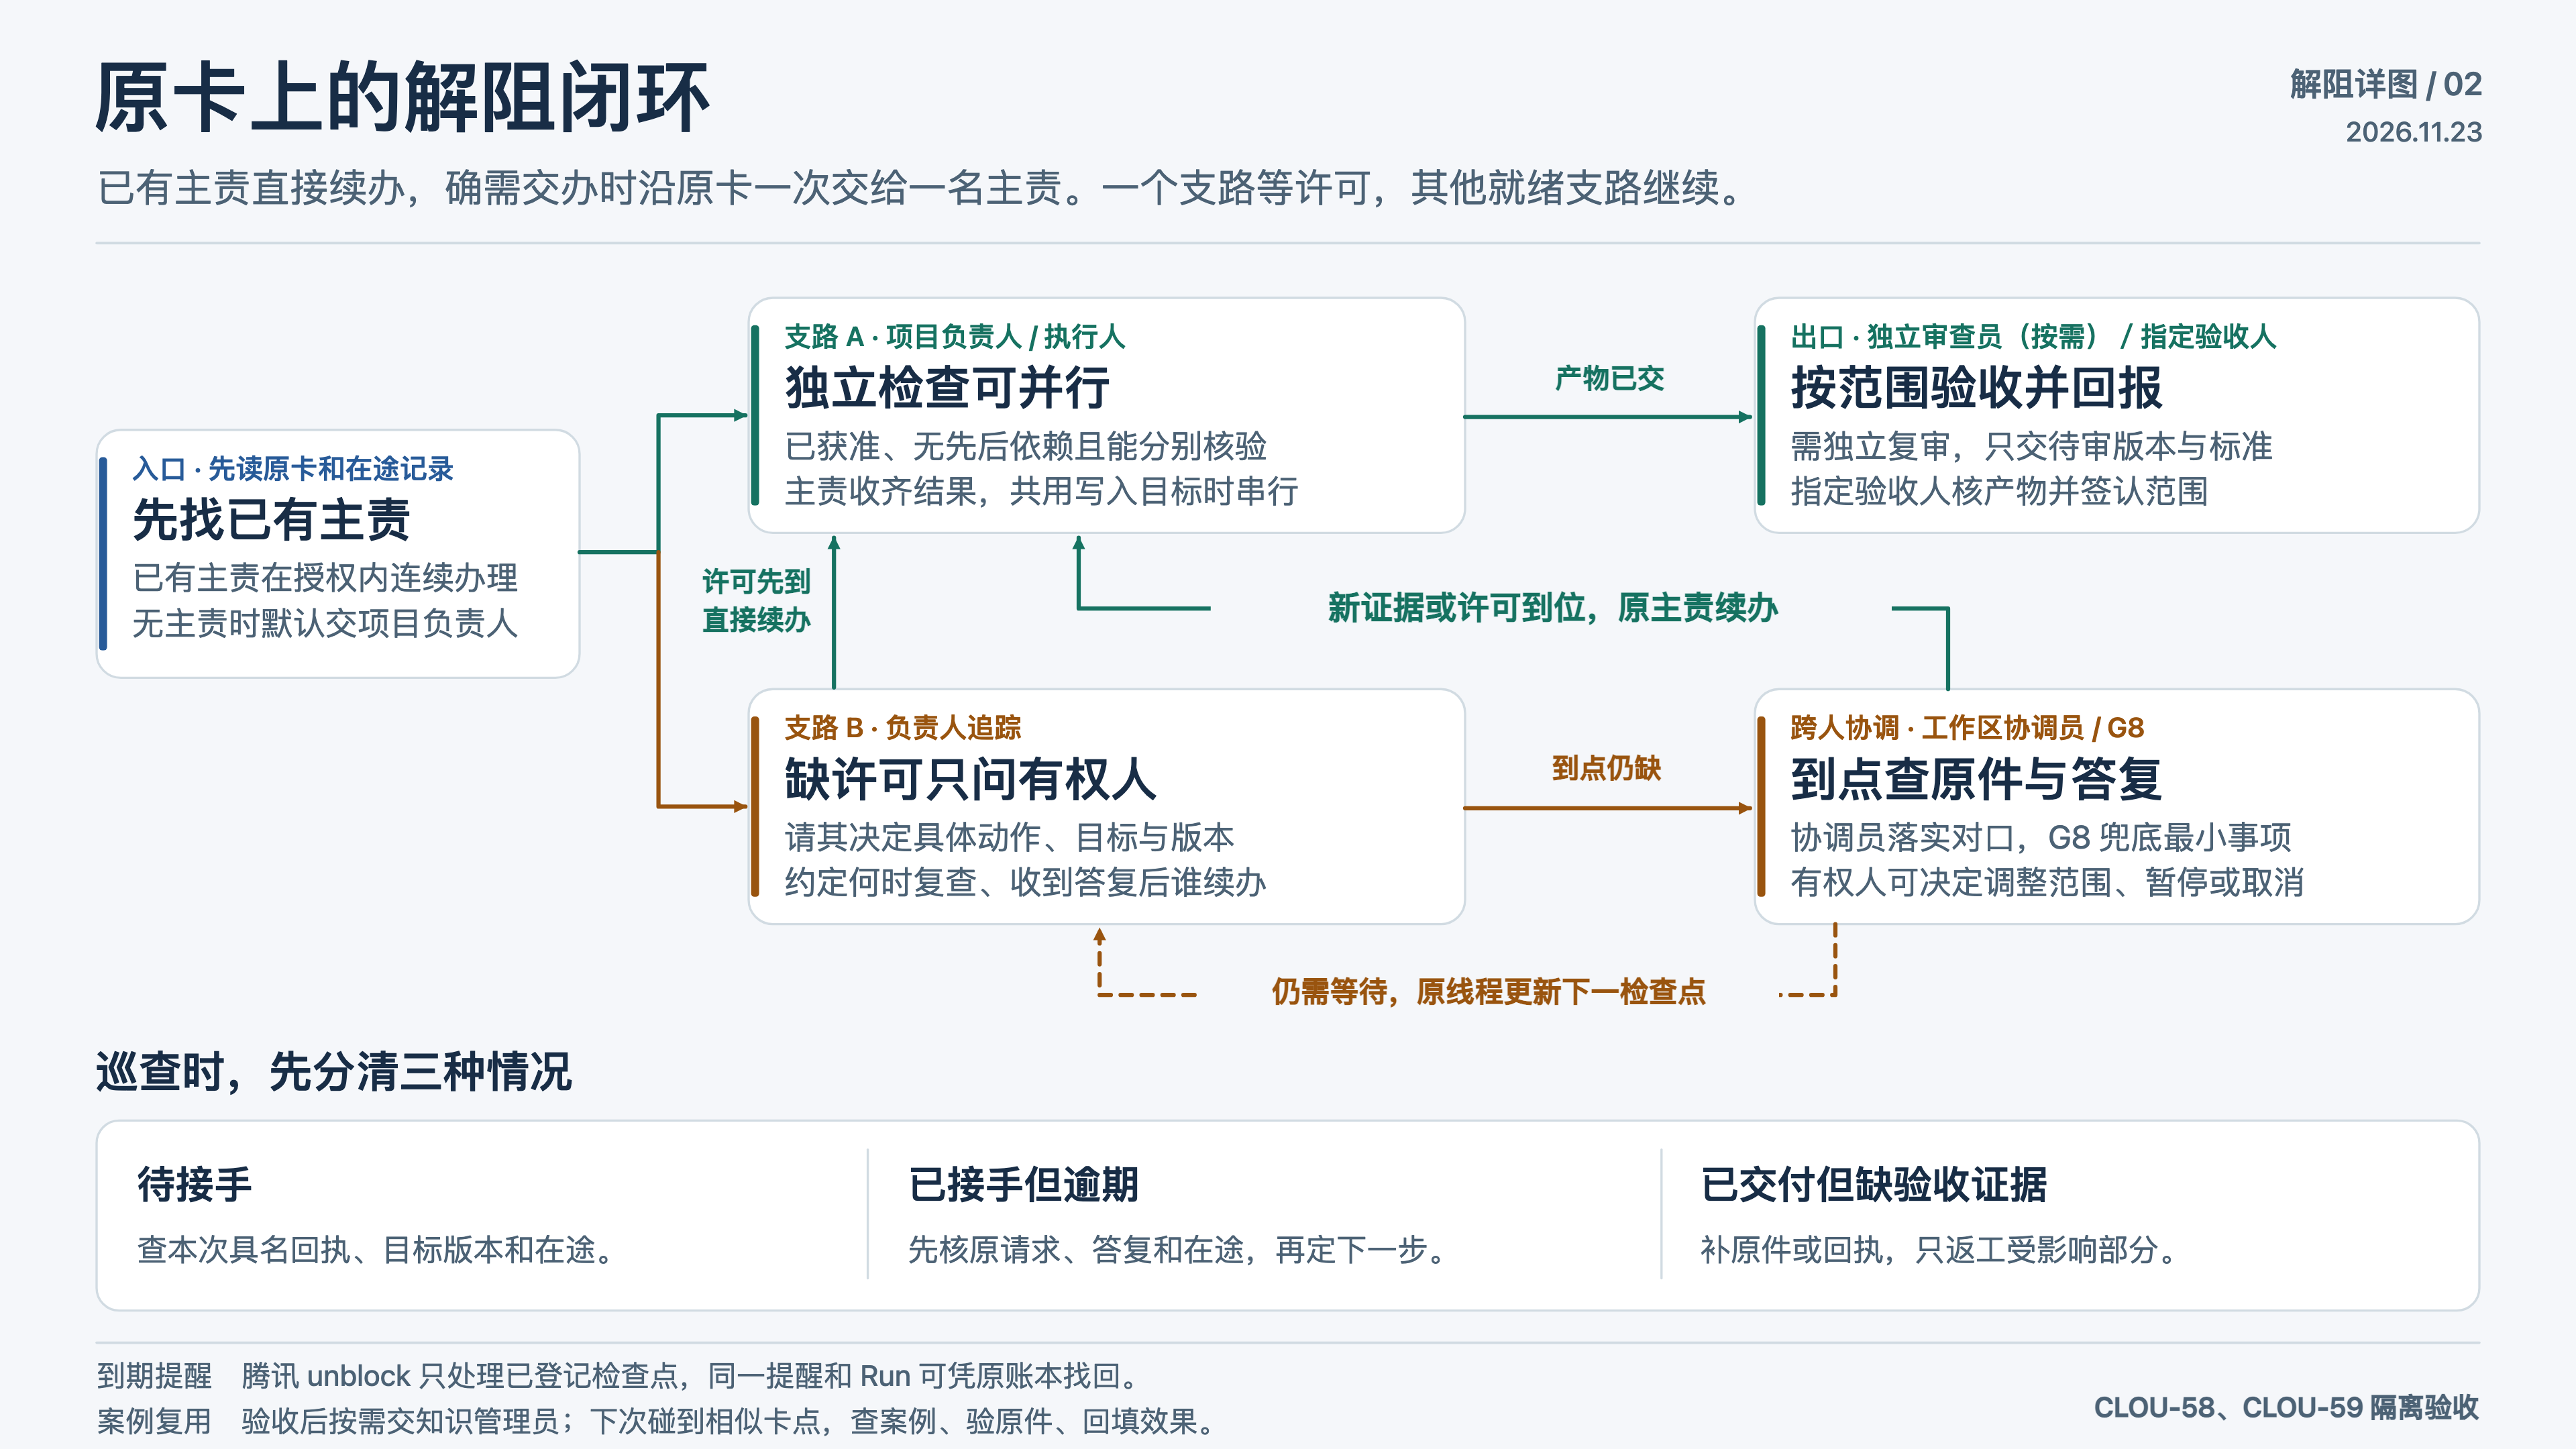 原卡上的解阻闭环
解阻详图 / 02
2026.11.23
已有主责直接续办，确需交办时沿原卡一次交给一名主责。一个支路等许可，其他就绪支路继续。
入口 · 先读原卡和在途记录
先找已有主责
已有主责在授权内连续办理
无主责时默认交项目负责人
支路 A · 项目负责人 / 执行人
独立检查可并行
已获准、无先后依赖且能分别核验
主责收齐结果，共用写入目标时串行
产物已交
出口 · 独立审查员（按需） / 指定验收人
按范围验收并回报
需独立复审，只交待审版本与标准
指定验收人核产物并签认范围
许可先到
直接续办
新证据或许可到位，原主责续办
支路 B · 负责人追踪
缺许可只问有权人
请其决定具体动作、目标与版本
约定何时复查、收到答复后谁续办
到点仍缺
跨人协调 · 工作区协调员 / G8
到点查原件与答复
协调员落实对口，G8 兜底最小事项
有权人可决定调整范围、暂停或取消
仍需等待，原线程更新下一检查点
巡查时，先分清三种情况
待接手
查本次具名回执、目标版本和在途。
已接手但逾期
先核原请求、答复和在途，再定下一步。
已交付但缺验收证据
补原件或回执，只返工受影响部分。
到期提醒 腾讯 unblock 只处理已登记检查点，同一提醒和 Run 可凭原账本找回。
案例复用 验收后按需交知识管理员；下次碰到相似卡点，查案例、验原件、回填效果。
CLOU-58、CLOU-59 隔离验收